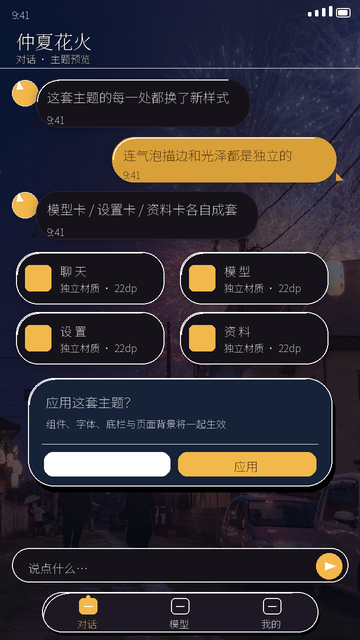 9:41
仲夏花火
对话 · 主题预览
这套主题的每一处都换了新样式
9:41
连气泡描边和光泽都是独立的
9:41
模型卡 / 设置卡 / 资料卡各自成套
9:41
聊天
独立材质 · 22dp
模型
独立材质 · 22dp
设置
独立材质 · 22dp
资料
独立材质 · 22dp
应用这套主题?
组件、字体、底栏与页面背景将一起生效
应用
说点什么…
对话
模型
我的